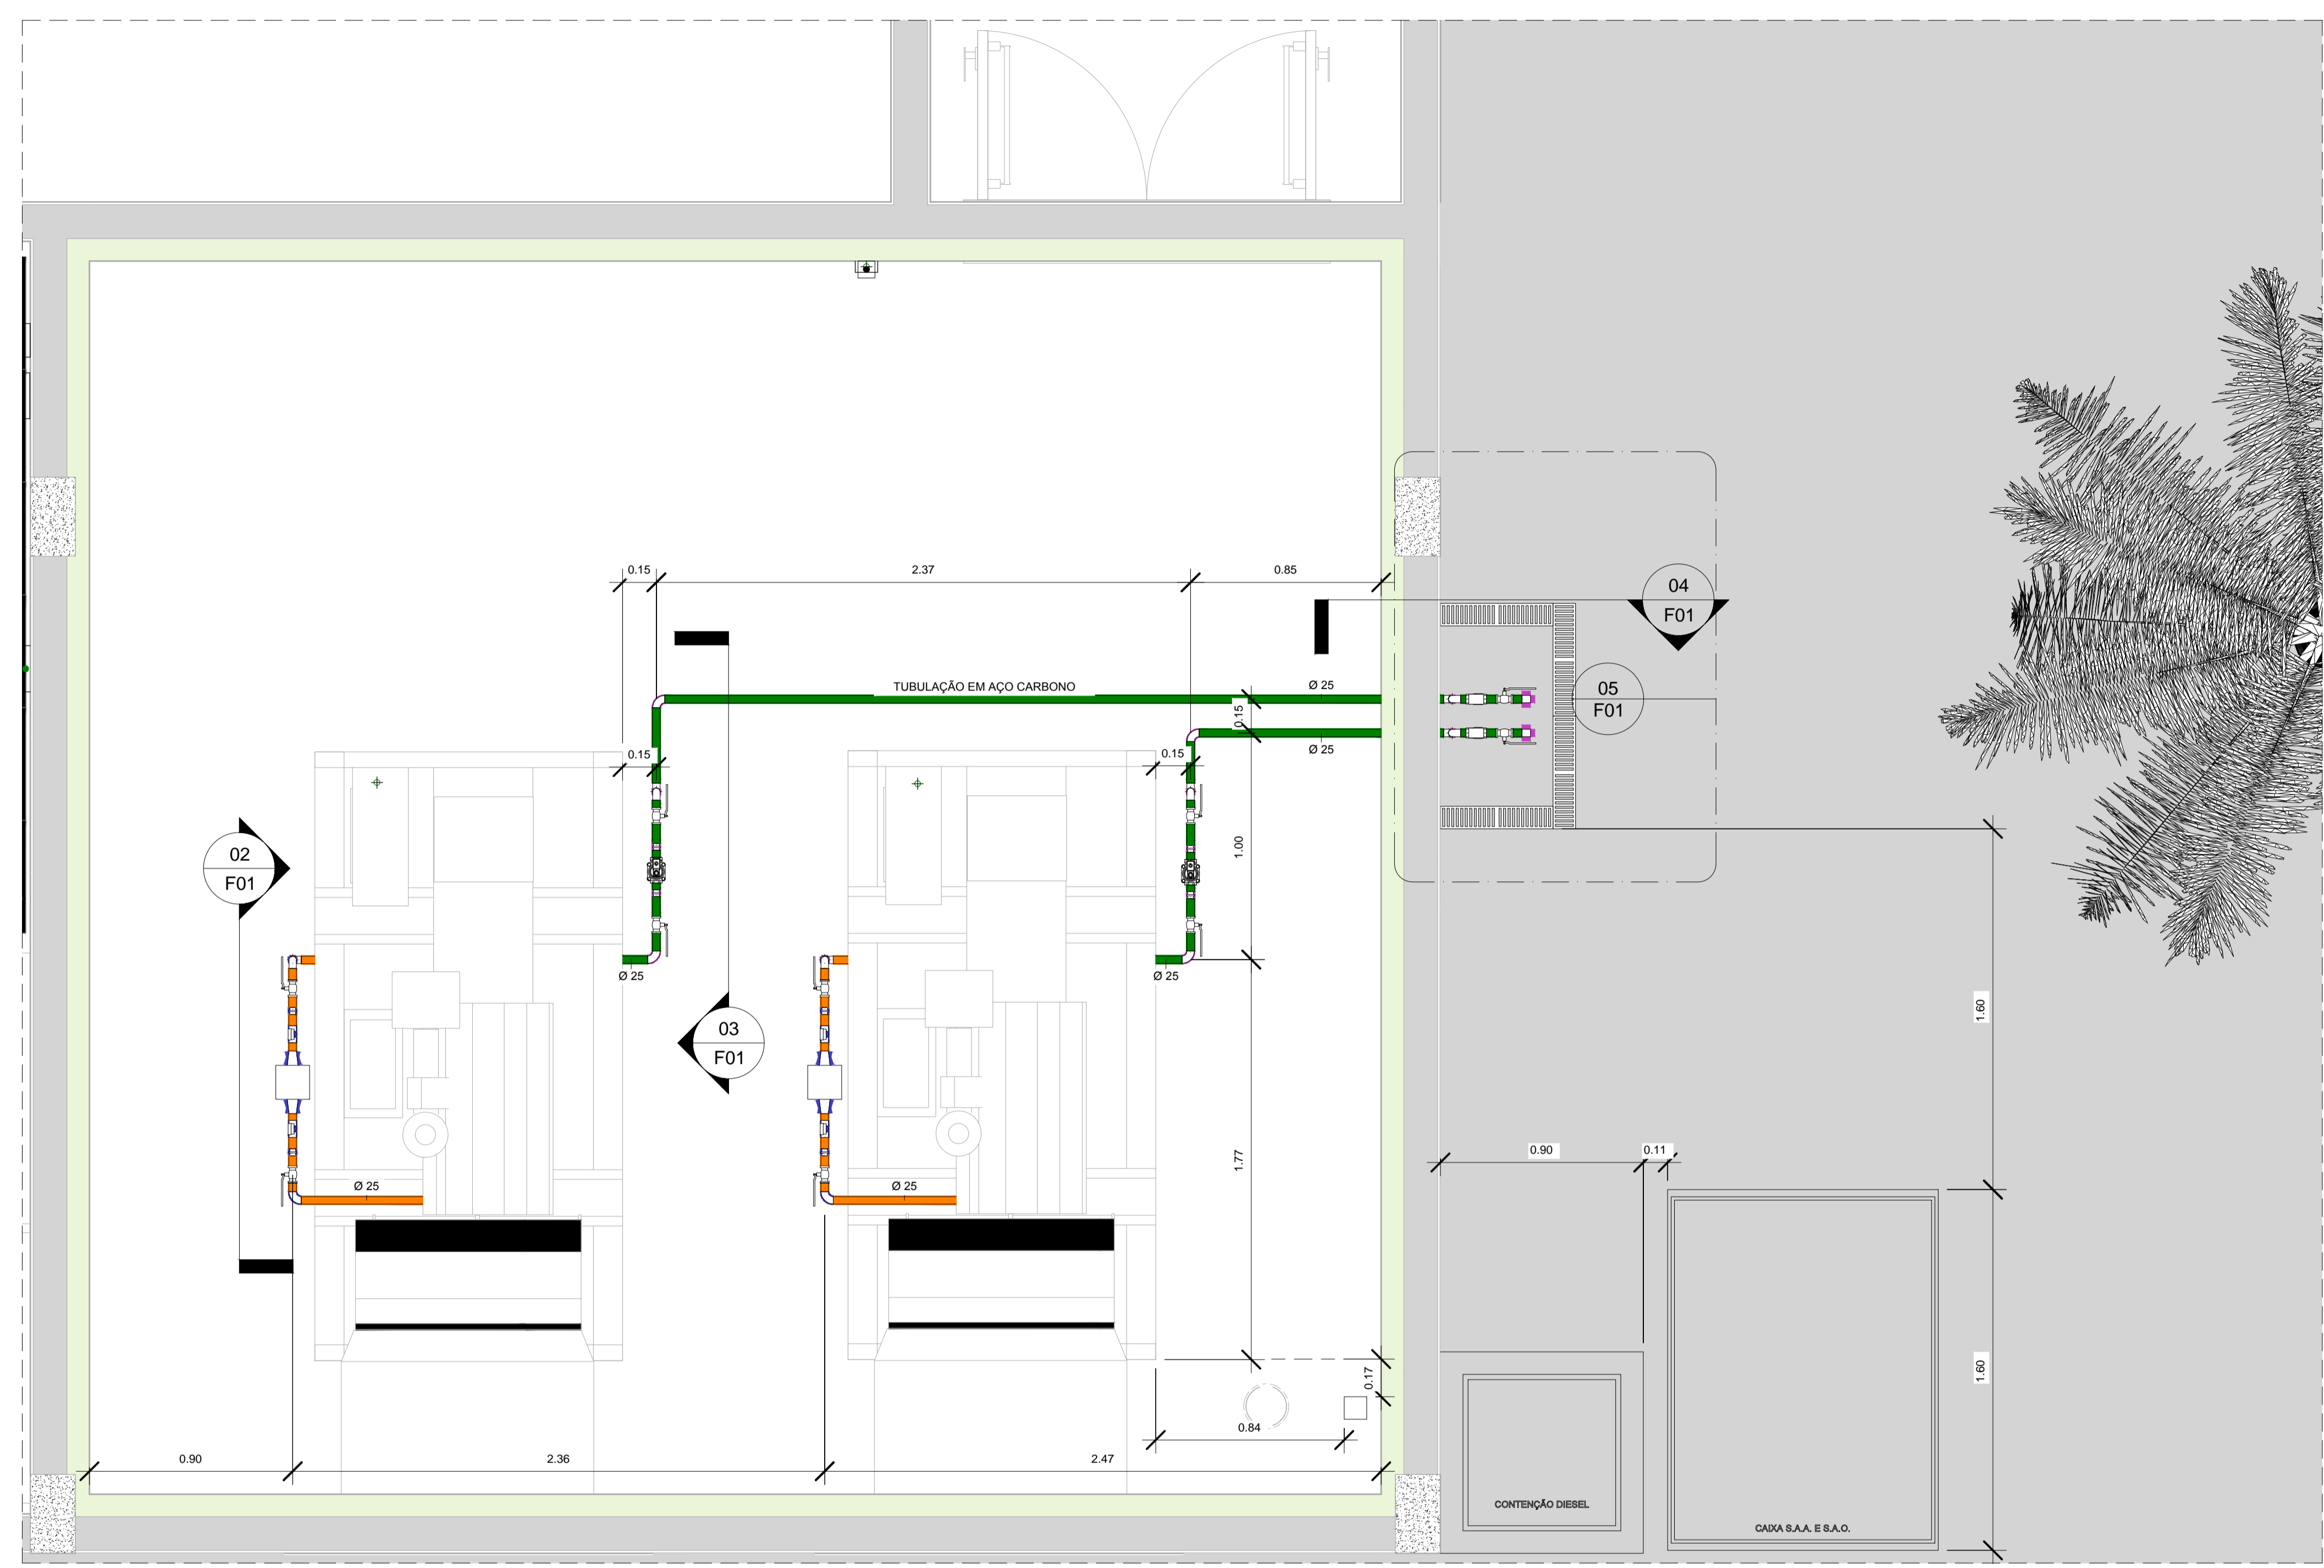 0.15
2.37
0.85
04
F01
TUBULAÇÃO EM AÇO CARBONO
Ø 25
05
F01
0.15
Ø 25
0.15
0.15
02
F01
1.00
Ø 25
Ø 25
1.60
03
F01
0.90
0.11
1.77
Ø 25
Ø 25
1.60
0.17
0.84
0.90
2.36
2.47
CONTENÇÃO DIESEL
CAIXA S.A.A. E S.A.O.